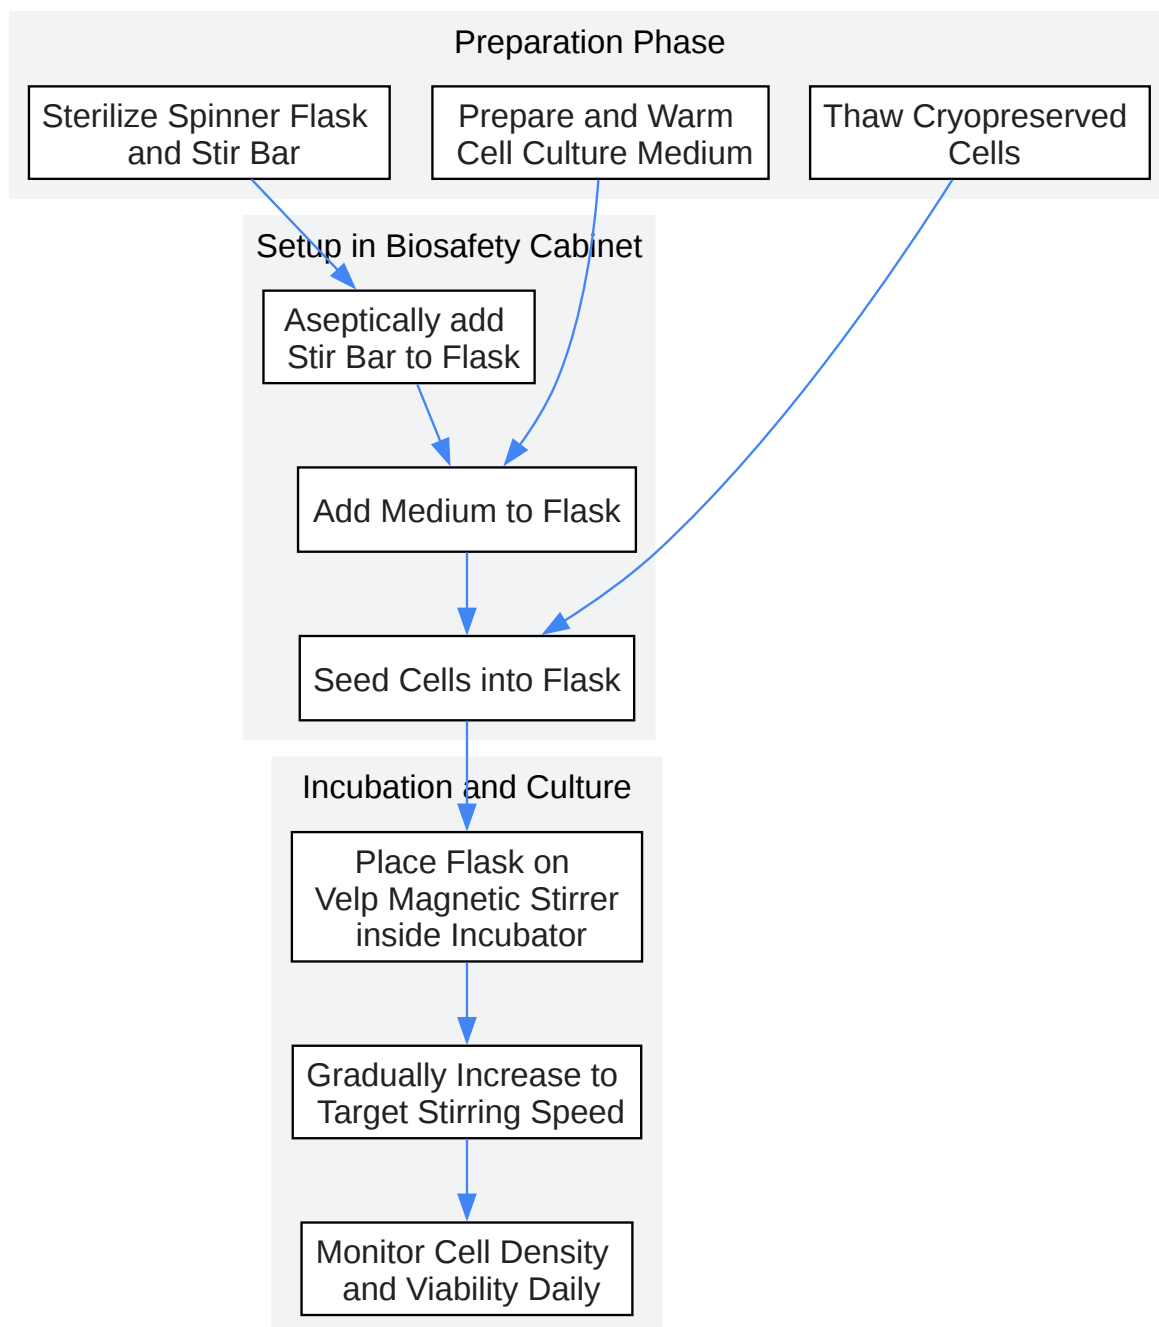 Preparation Phase
Sterilize Spinner Flask
and Stir Bar
Prepare and Warm
Cell Culture Medium
Thaw Cryopreserved
Cells
Setup in Biosafety Cabinet
Aseptically add
Stir Bar to Flask
Add Medium to Flask
Seed Cells into Flask
Incubation and Culture
Place Flask on
Velp Magnetic Stirrer
inside Incubator
Gradually Increase to
Target Stirring Speed
Monitor Cell Density
and Viability Daily